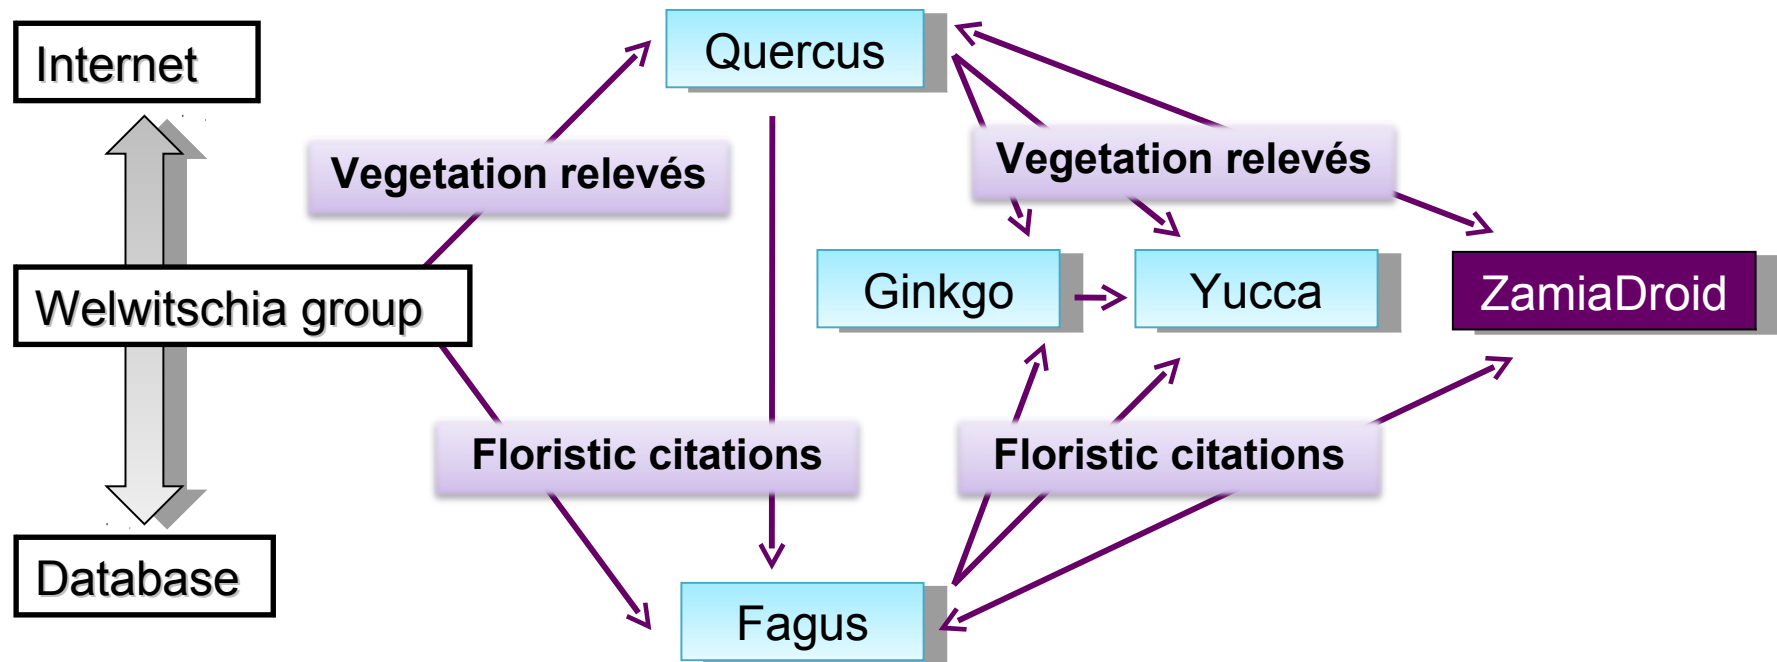 Internet
Quercus
Vegetation relevés
Vegetation relevés
Welwitschia group
Ginkgo
Yucca
ZamiaDroid
Floristic citations
Floristic citations
Database
Fagus